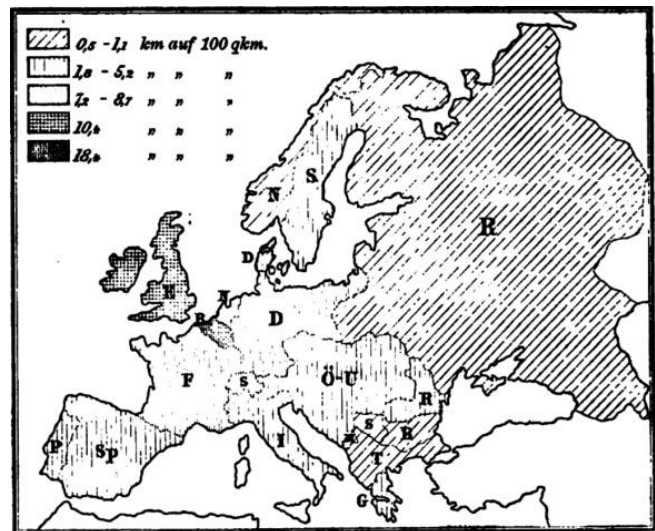 0,5 - 1,1 km auf 100 qkm.
1,8 - 5,2 " " "
7,2 - 8,7 " " "
10,4 " " "
18,4 " " "
N S
R
D
E
N
B
D
F
S
Ö-U
R
S
B
P
Sp
I
T
G